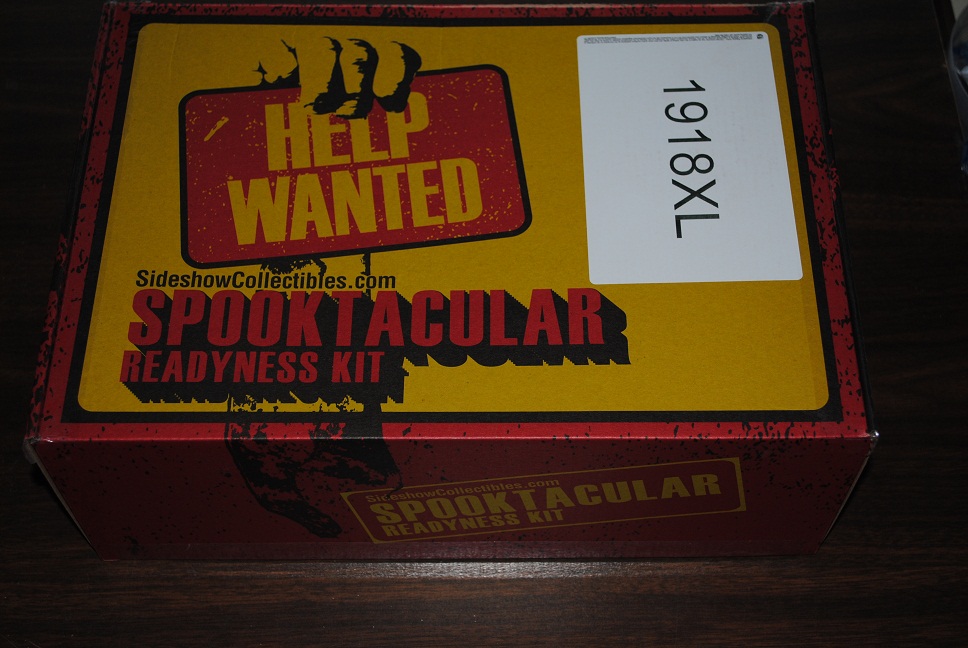 HELP
WANTED
SideshowCollectibles.com
SPOOKTACULAR
READYNESS KIT
1918XL
SideshowCollectibles.com
SPOOKTACULAR
READYNESS KIT